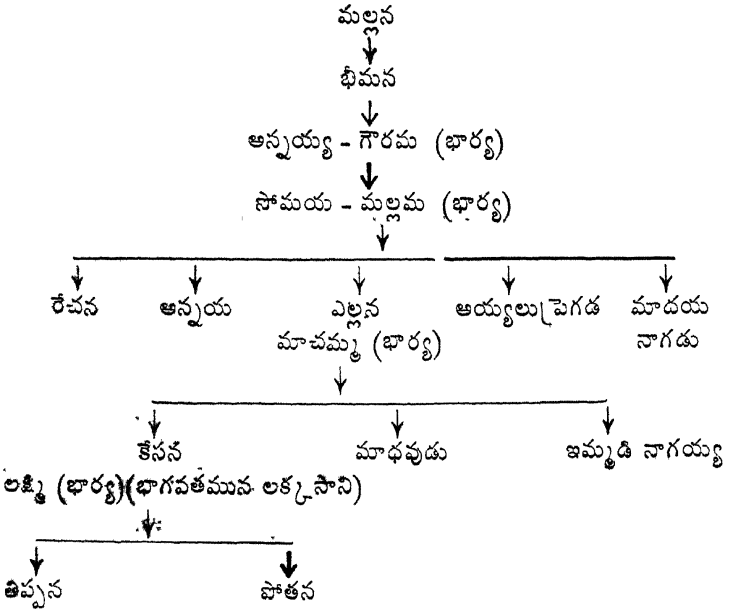 మల్లన
భీమన
అన్నయ్య - గౌరమ (భార్య)
సోమయ - మల్లమ (భార్య)
రేచన అన్నయ ఎల్లన అయ్యలుప్రెగడ మాదయ
మాచమ్మ (భార్య) నాగడు
కేసన మాధవుడు ఇమ్మడి నాగయ్య
లక్ష్మి (భార్య) (భాగవతమున లక్కసాని)
తిప్పన పోతన